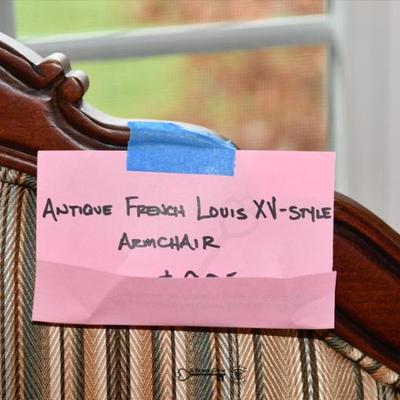 ANTIQUE FRENCH LOUIS XV-STYLE
ARMCHAIR